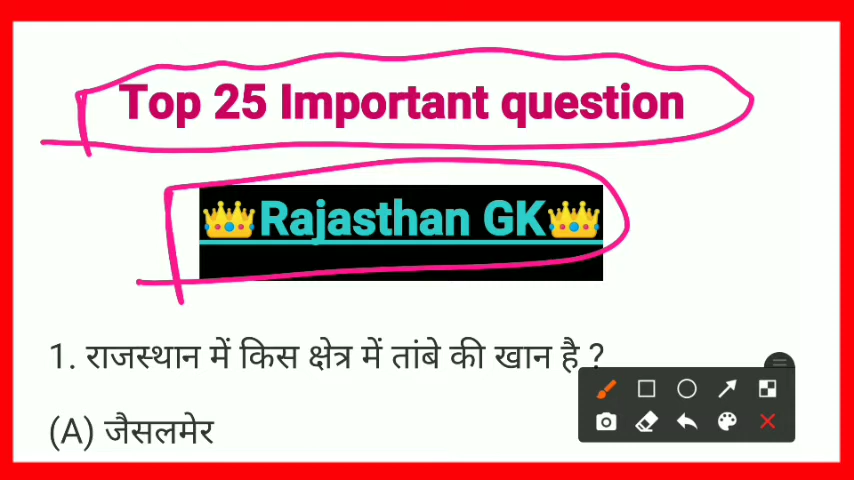 Top 25 Important question
👑Rajasthan GK👑
1. राजस्थान में किस क्षेत्र में तांबे की खान है ?
(A) जैसलमेर